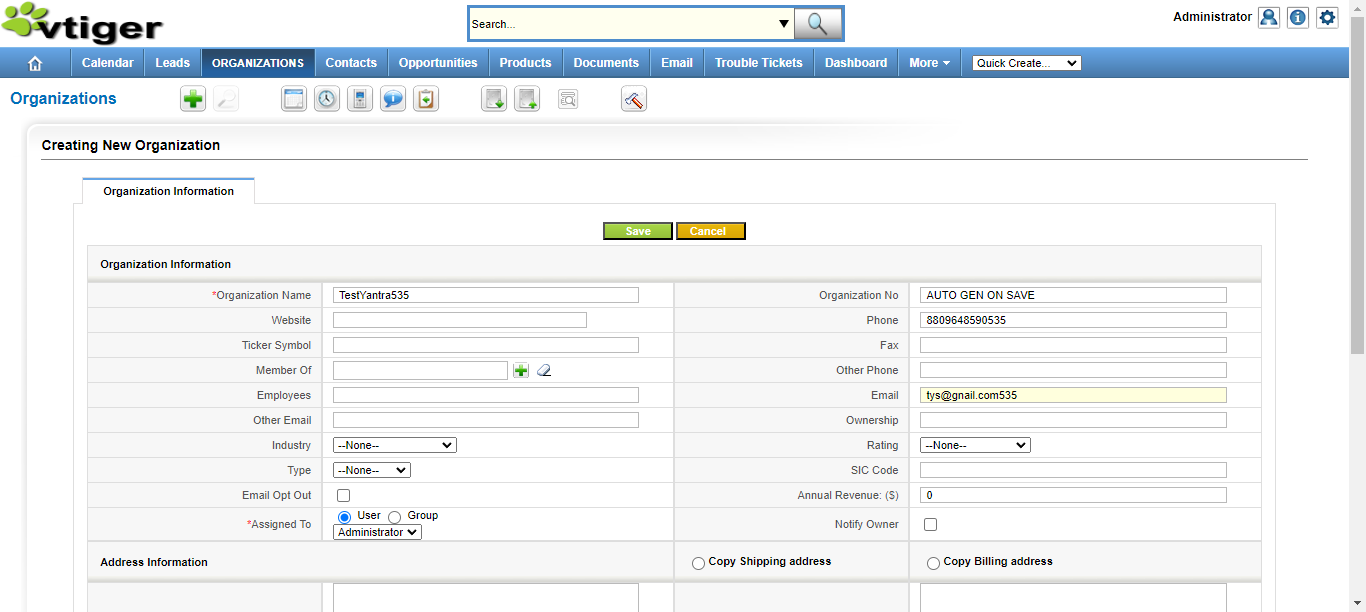 vtiger
Search...
Administrator
Calendar Leads ORGANIZATIONS Contacts Opportunities Products Documents Email Trouble Tickets Dashboard More Quick Create...
Organizations
Creating New Organization
Organization Information
Save Cancel
Organization Information
*Organization Name TestYantra535 Organization No AUTO GEN ON SAVE
Website Phone 8809648590535
Ticker Symbol Fax
Member Of Other Phone
Employees Email tys@gnail.com535
Other Email Ownership
Industry --None-- Rating --None--
Type --None-- SIC Code
Email Opt Out Annual Revenue: ($) 0
*Assigned To User Group Notify Owner
Administrator
Address Information Copy Shipping address Copy Billing address